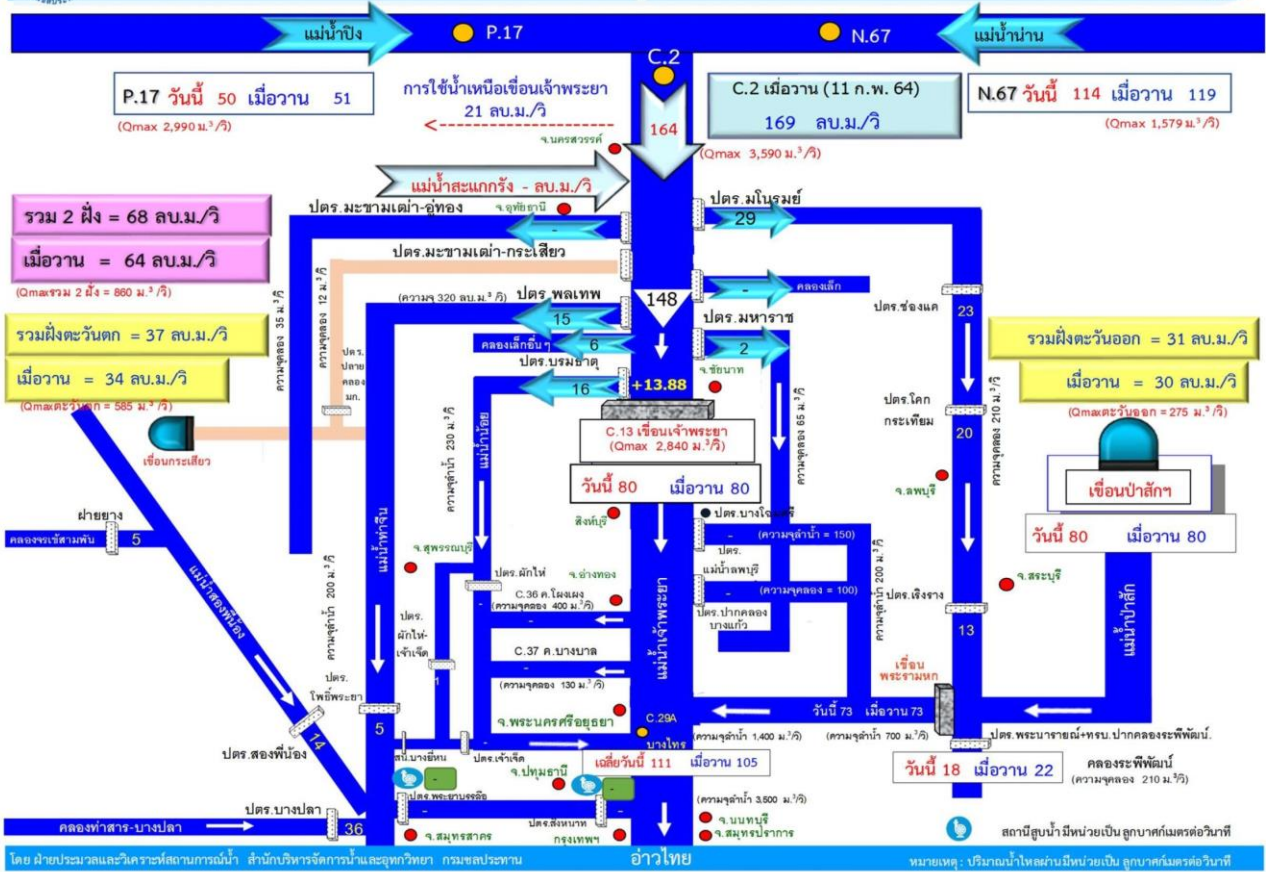 แม่น้ำปิง
P.17
N.67
แม่น้ำน่าน
C.2
P.17 วันนี้ 50 เมื่อวาน 51
(Qmax 2,990 ม.³/วิ)
การใช้น้ำเหนือเขื่อนเจ้าพระยา
21 ลบ.ม./วิ
164
C.2 เมื่อวาน (11 ก.พ. 64)
169 ลบ.ม./วิ
(Qmax 3,590 ม.³/วิ)
N.67 วันนี้ 114 เมื่อวาน 119
(Qmax 1,579 ม.³/วิ)
จ.นครสวรรค์
แม่น้ำสะแกกรัง - ลบ.ม./วิ
รวม 2 ฝั่ง = 68 ลบ.ม./วิ
เมื่อวาน = 64 ลบ.ม./วิ
(Qmaxรวม 2 ฝั่ง = 860 ม.³/วิ)
ปตร.มะขามเฒ่า-อู่ทอง
จ.อุทัยธานี
-
ปตร.มโนรมย์
29
ปตร.มะขามเฒ่า-กระเสียว
ความจุคลอง 35 ม.³/วิ
ความจุคลอง 12 ม.³/วิ
(ความจุ 320 ลบ.ม.³/วิ)
ปตร.พลเทพ
15
148
-
คลองเล็ก
ปตร.ช่องแค
23
รวมฝั่งตะวันตก = 37 ลบ.ม./วิ
เมื่อวาน = 34 ลบ.ม./วิ
(Qmaxตะวันตก = 585 ม.³/วิ)
คลองเล็กอื่นๆ
6
ปตร.มหาราช
2
รวมฝั่งตะวันออก = 31 ลบ.ม./วิ
เมื่อวาน = 30 ลบ.ม./วิ
(Qmaxตะวันออก = 275 ม.³/วิ)
ปตร.
ปลาย
คลอง
มก.
ปตร.บรมธาตุ
16
+13.88
จ.ชัยนาท
ปตร.โคก
กระเทียม
20
ความจุคลอง 210 ม.³/วิ
เขื่อนกระเสียว
ความจุลำน้ำ 230 ม.³/วิ
แม่น้ำน้อย
C.13 เขื่อนเจ้าพระยา
(Qmax 2,840 ม.³/วิ)
วันนี้ 80 เมื่อวาน 80
ความจุคลอง 65 ม.³/วิ
จ.ลพบุรี
เขื่อนป่าสักฯ
วันนี้ 80 เมื่อวาน 80
ฝายยาง
คลองจรเข้สามพัน
5
สิงห์บุรี
ปตร.บางโฉมศรี
-
(ความจุลำน้ำ = 150)
ปตร.
แม่น้ำลพบุรี
-
(ความจุคลอง = 100)
ปตร.ปากคลอง
บางแก้ว
ความจุลำน้ำ 200 ม.³/วิ
แม่น้ำสองพี่น้อง
ความจุลำน้ำ 200 ม.³/วิ
แม่น้ำท่าจีน
จ.สุพรรณบุรี
ปตร.ผักไห่
จ.อ่างทอง
C.36 ค.โผงเผง
(ความจุคลอง 400 ม.³/วิ)
-
แม่น้ำเจ้าพระยา
ปตร.เริงราง
13
จ.สระบุรี
แม่น้ำป่าสัก
ปตร.
ผักไห่-
เจ้าเจ็ด
1
C.37 ค.บางบาล
-
(ความจุคลอง 130 ม.³/วิ)
เขื่อน
พระรามหก
ปตร.
โพธิ์พระยา
5
14
ปตร.สองพี่น้อง
จ.พระนครศรีอยุธยา
C.29A
บางไทร
วันนี้ 73 เมื่อวาน 73
(ความจุลำน้ำ 1,400 ม.³/วิ)
(ความจุลำน้ำ 700 ม.³/วิ)
ปตร.พระนารายณ์+ทรบ.ปากคลองระพีพัฒน์.
สน.บางยี่หน
ปตร.เจ้าเจ็ด
-
เฉลี่ยวันนี้ 111 เมื่อวาน 105
วันนี้ 18 เมื่อวาน 22
คลองระพีพัฒน์
(ความจุคลอง 210 ม.³/วิ)
-
จ.ปทุมธานี
-
ปตร.พระยาบรรลือ
-
-
(ความจุลำน้ำ 3,500 ม.³/วิ)
ปตร.บางปลา
คลองท่าสาร-บางปลา
36
ปตร.สิงหนาท
จ.สมุทรสาคร
กรุงเทพฯ
จ.นนทบุรี
จ.สมุทรปราการ
สถานีสูบน้ำ มีหน่วยเป็น ลูกบาศก์เมตรต่อวินาที
โดย ฝ่ายประมวลและวิเคราะห์สถานการณ์น้ำ สำนักบริหารจัดการน้ำและอุทกวิทยา กรมชลประทาน
อ่าวไทย
หมายเหตุ : ปริมาณน้ำไหลผ่านมีหน่วยเป็น ลูกบาศก์เมตรต่อวินาที